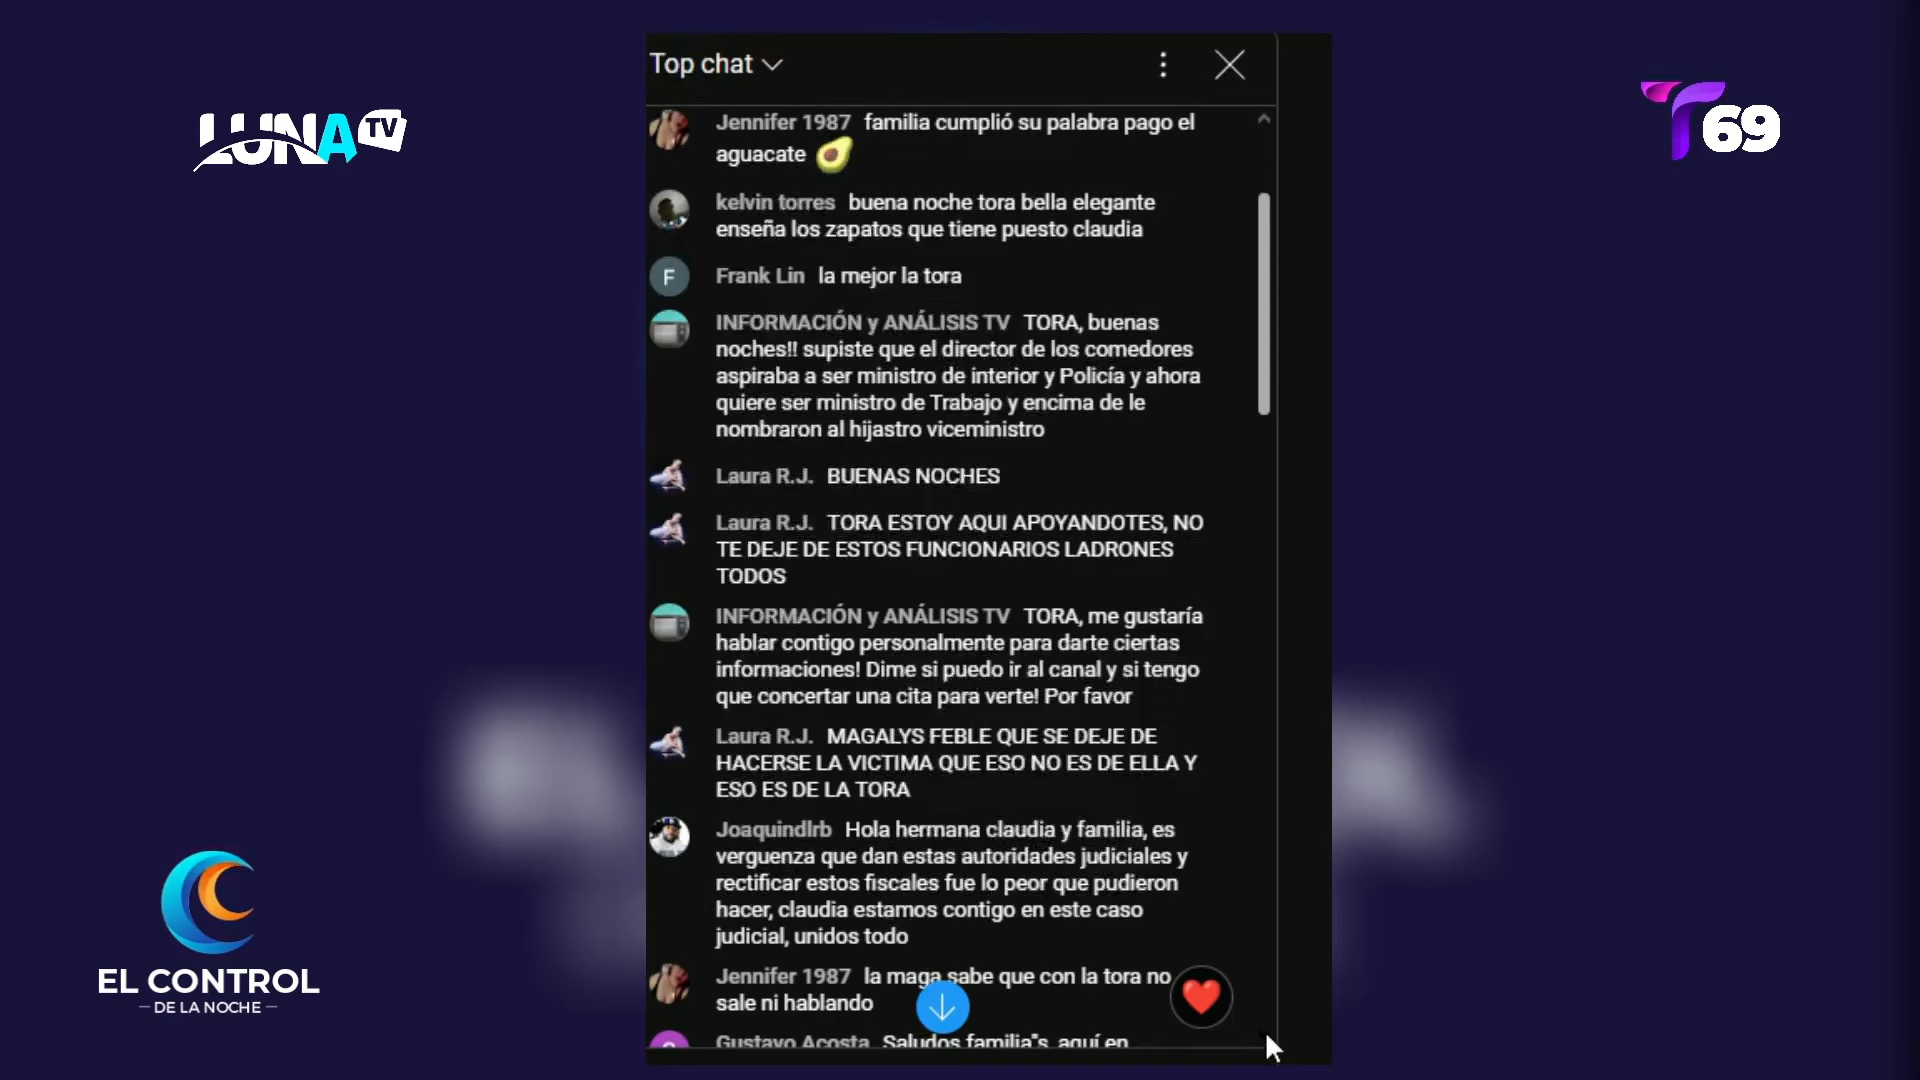 Top chat
LUNA TV
T 69
Jennifer 1987 familia cumplió su palabra pago el
aguacate 🥑
kelvin torres buena noche tora bella elegante
enseña los zapatos que tiene puesto claudia
F
Frank Lin la mejor la tora
INFORMACIÓN y ANÁLISIS TV TORA, buenas
noches!! supiste que el director de los comedores
aspiraba a ser ministro de interior y Policía y ahora
quiere ser ministro de Trabajo y encima de le
nombraron al hijastro viceministro
Laura R.J. BUENAS NOCHES
Laura R.J. TORA ESTOY AQUI APOYANDOTES, NO
TE DEJE DE ESTOS FUNCIONARIOS LADRONES
TODOS
INFORMACIÓN y ANÁLISIS TV TORA, me gustaría
hablar contigo personalmente para darte ciertas
informaciones! Dime si puedo ir al canal y si tengo
que concertar una cita para verte! Por favor
Laura R.J. MAGALYS FEBLE QUE SE DEJE DE
HACERSE LA VICTIMA QUE ESO NO ES DE ELLA Y
ESO ES DE LA TORA
Joaquindlrb Hola hermana claudia y familia, es
verguenza que dan estas autoridades judiciales y
rectificar estos fiscales fue lo peor que pudieron
hacer, claudia estamos contigo en este caso
judicial, unidos todo
Jennifer 1987 la maga sabe que con la tora no
sale ni hablando
Gustavo Acosta Saludos familia"s, aquí en
EL CONTROL
DE LA NOCHE